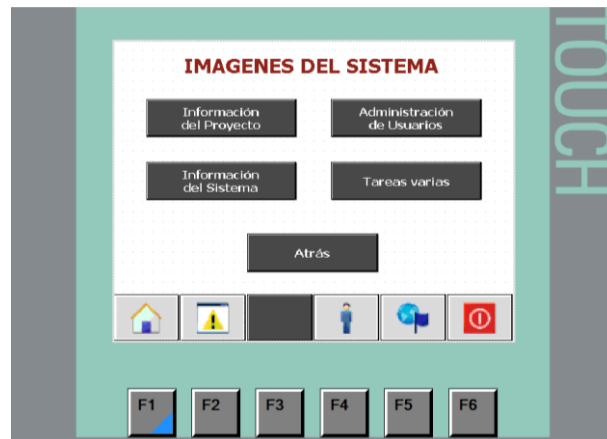 IMAGENES DEL SISTEMA
Información
del Proyecto
Administración
de Usuarios
Información
del Sistema
Tareas varias
Atrás
TOUCH
F1
F2
F3
F4
F5
F6